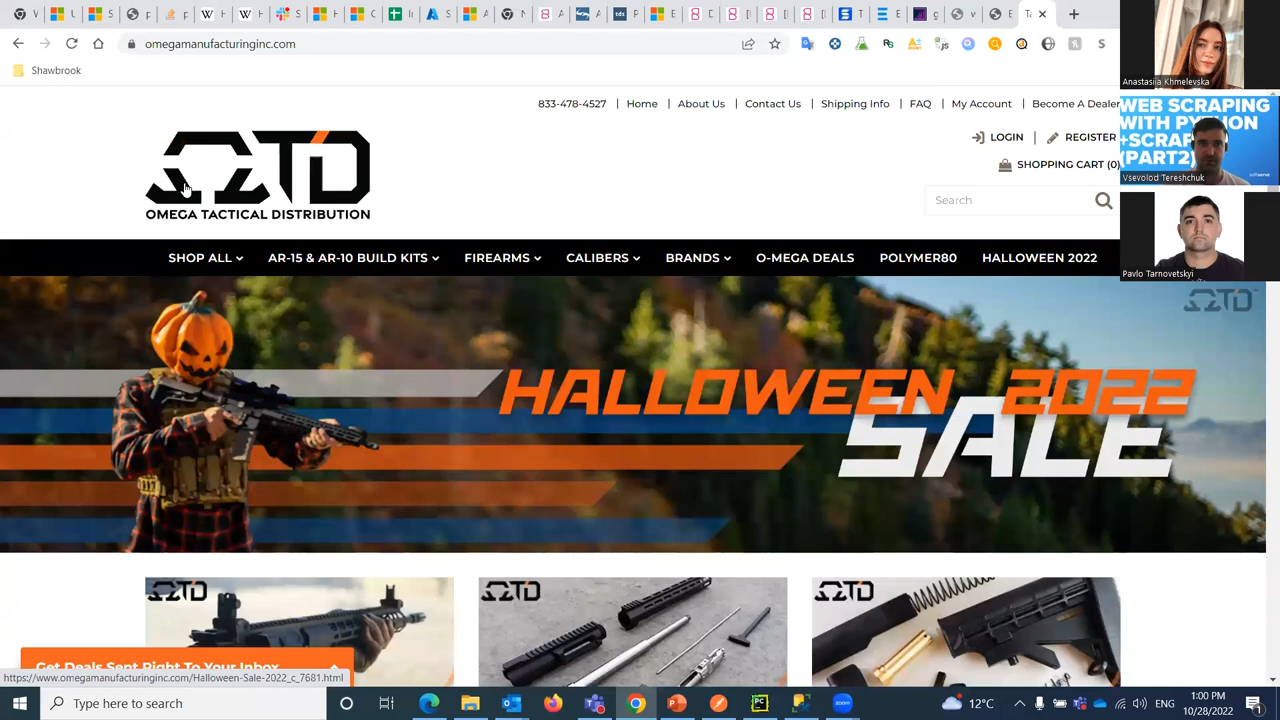 omegamanufacturinginc.com
Shawbrook
Anastasiia Khmelevska
WEB SCRAPING
WITH PYTHON
+SCRAP
(PART2)
softserve
Vsevolod Tereshchuk
Pavlo Tarnovetskyi
833-478-4527 | Home | About Us | Contact Us | Shipping Info | FAQ | My Account | Become A Dealer
LOGIN | REGISTER
SHOPPING CART (0)
Search
OMEGA TACTICAL DISTRIBUTION
SHOP ALL AR-15 & AR-10 BUILD KITS FIREARMS CALIBERS BRANDS O-MEGA DEALS POLYMER80 HALLOWEEN 2022
HALLOWEEN 2022
SALE
Get Deals Sent Right To Your Inbox
https://www.omegamanufacturinginc.com/Halloween-Sale-2022_c_7681.html
Type here to search
12°C
ENG
1:00 PM
10/28/2022